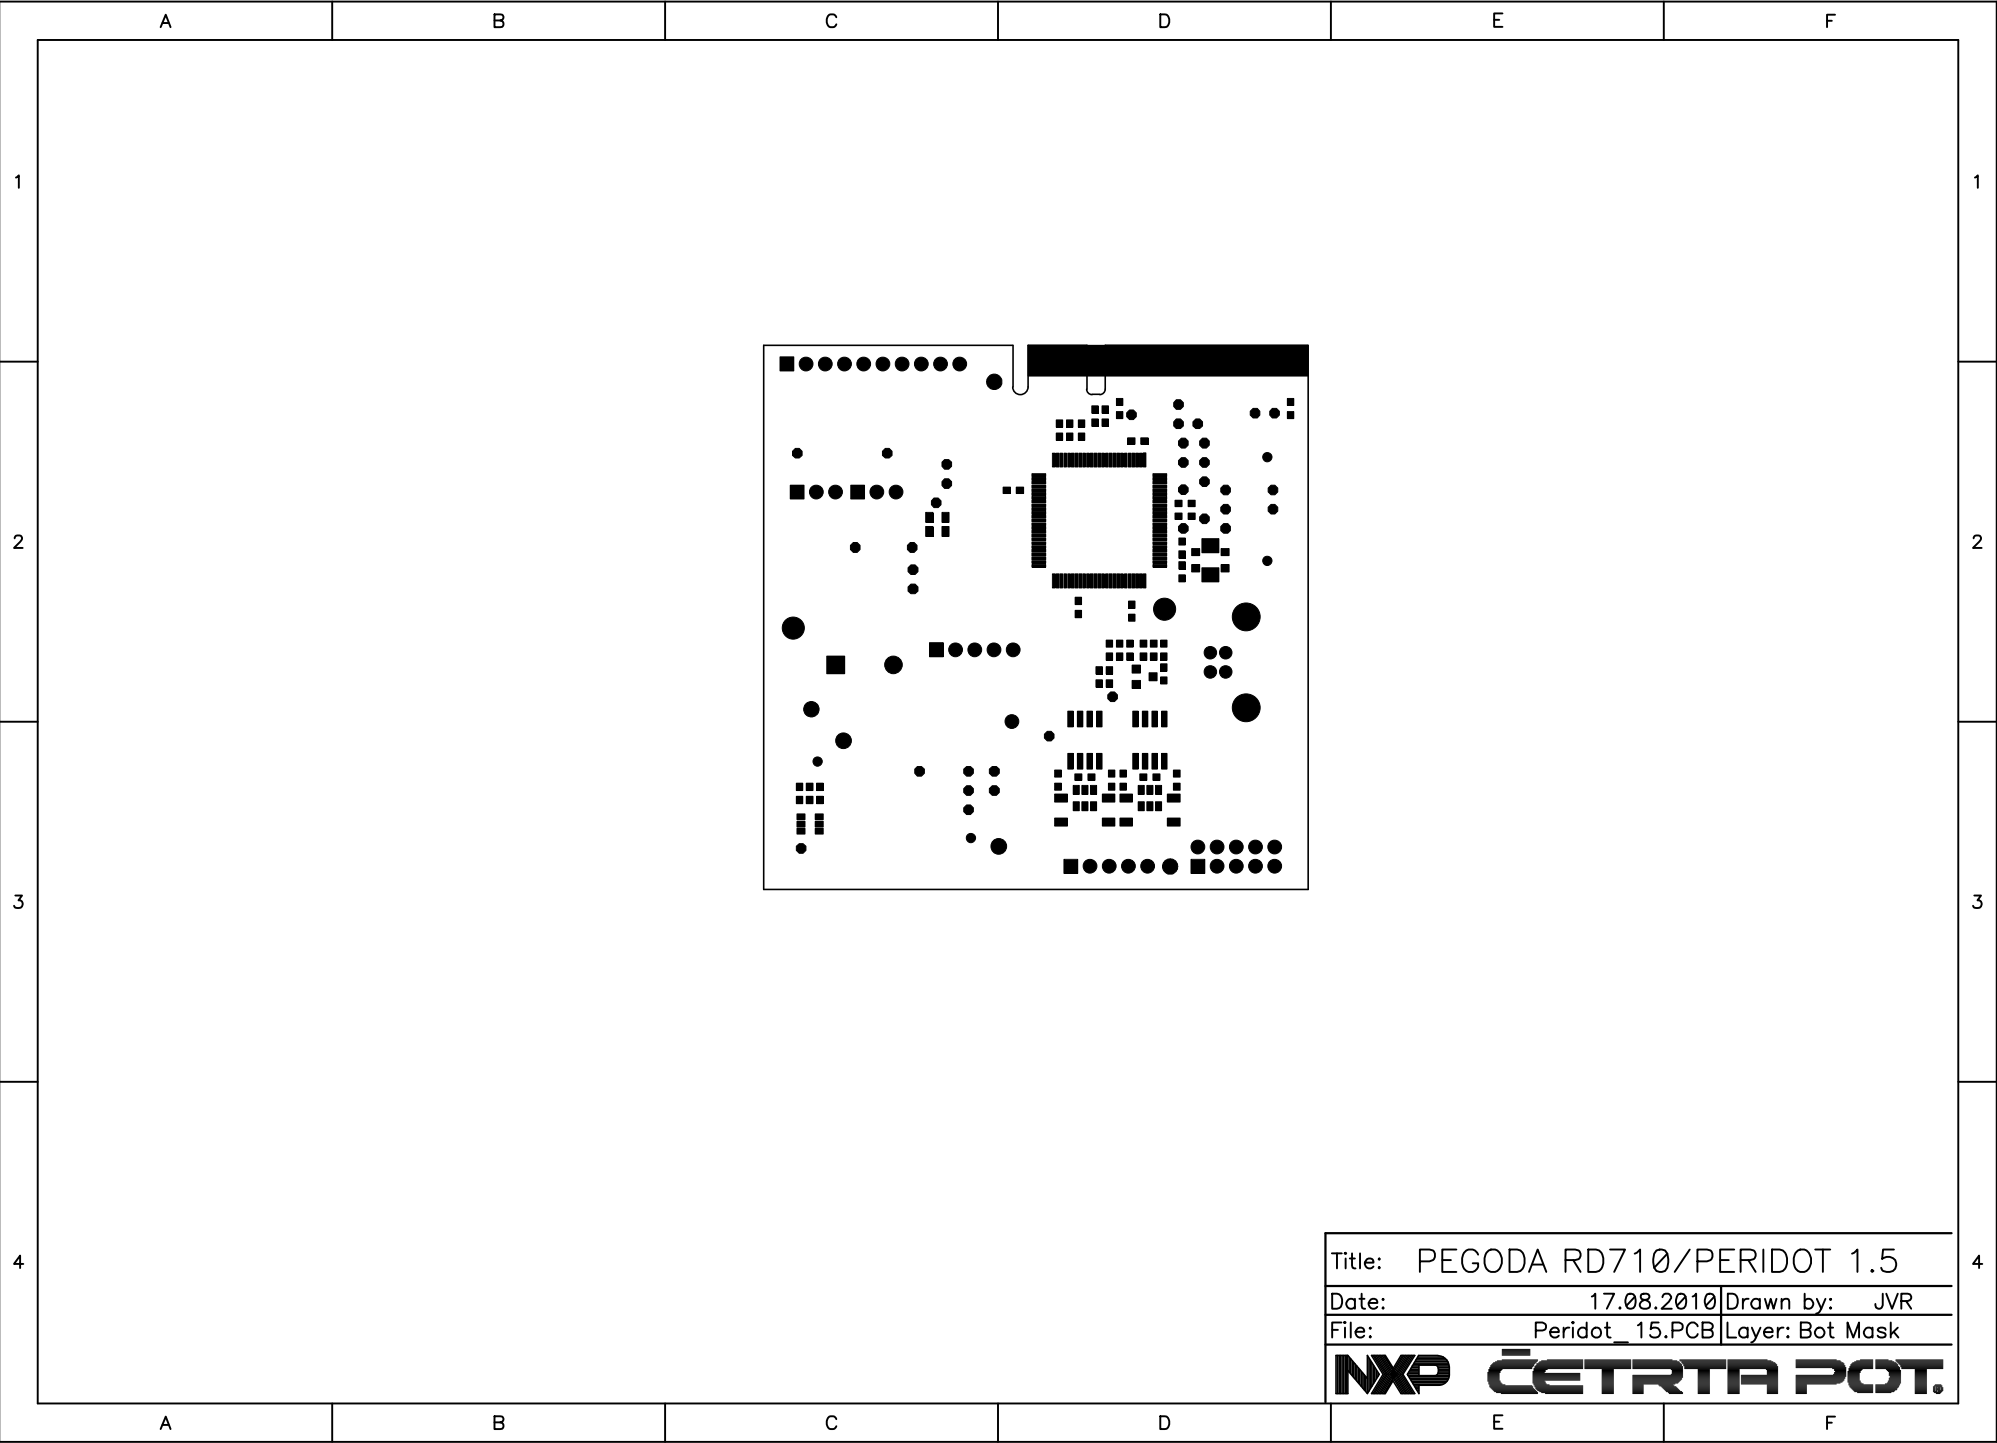 A B C D E F
1 1
2 2
3 3
4 4
Title: PEGODA RD710/PERIDOT 1.5
Date: 17.08.2010 Drawn by: JVR
File: Peridot_15.PCB Layer: Bot Mask
NXP ČETRTA POT.
A B C D E F